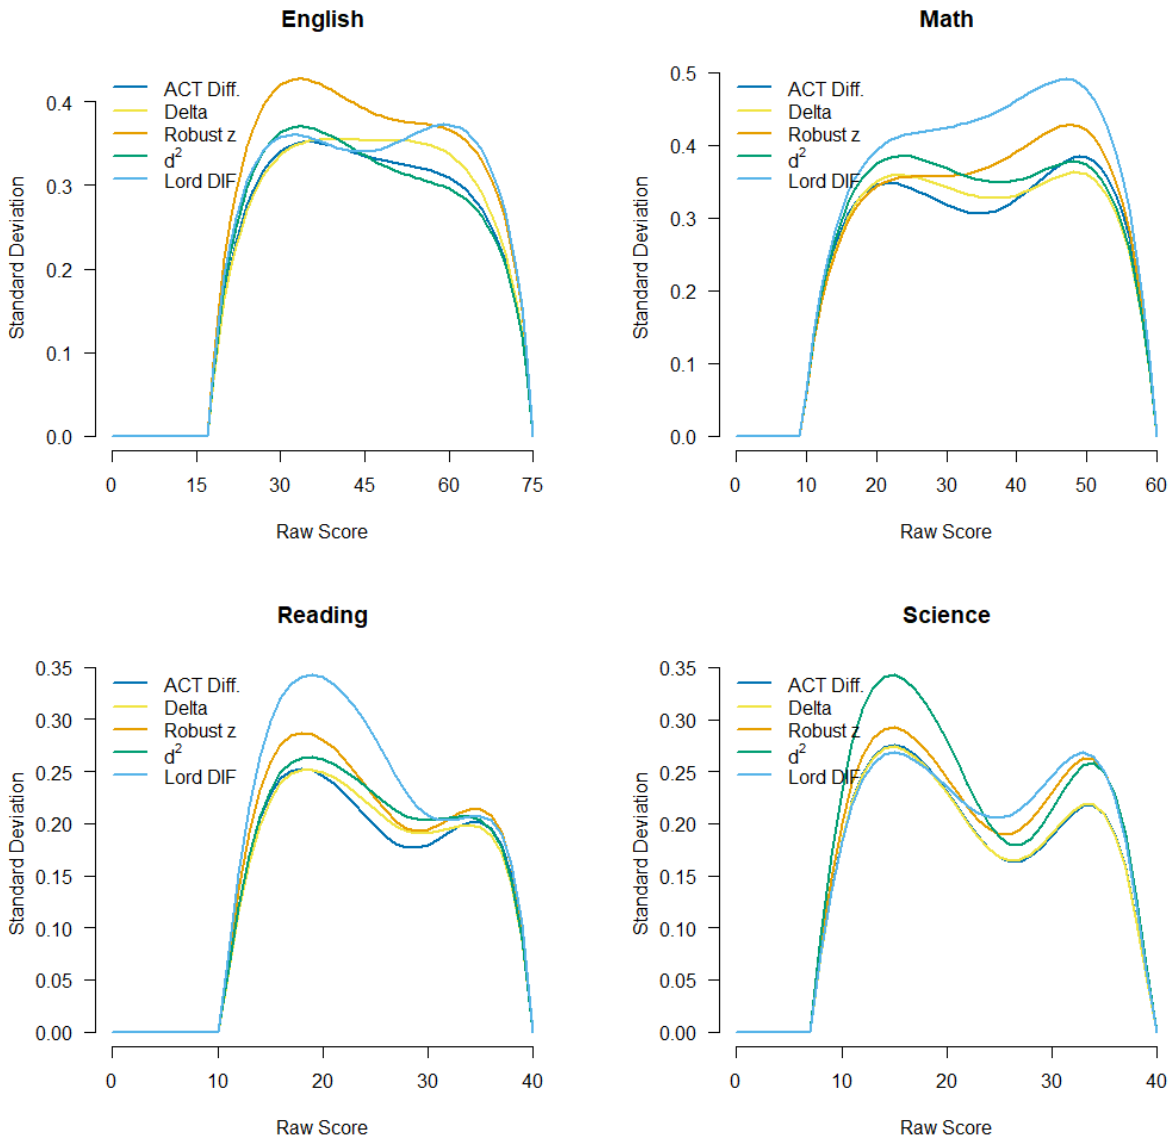 English
Standard Deviation
0.4
0.3
0.2
0.1
0.0
ACT Diff.
Delta
Robust z
d²
Lord DIF
0 15 30 45 60 75
Raw Score
Math
Standard Deviation
0.5
0.4
0.3
0.2
0.1
0.0
ACT Diff.
Delta
Robust z
d²
Lord DIF
0 10 20 30 40 50 60
Raw Score
Reading
Standard Deviation
0.35
0.30
0.25
0.20
0.15
0.10
0.05
0.00
ACT Diff.
Delta
Robust z
d²
Lord DIF
0 10 20 30 40
Raw Score
Science
Standard Deviation
0.35
0.30
0.25
0.20
0.15
0.10
0.05
0.00
ACT Diff.
Delta
Robust z
d²
Lord DIF
0 10 20 30 40
Raw Score